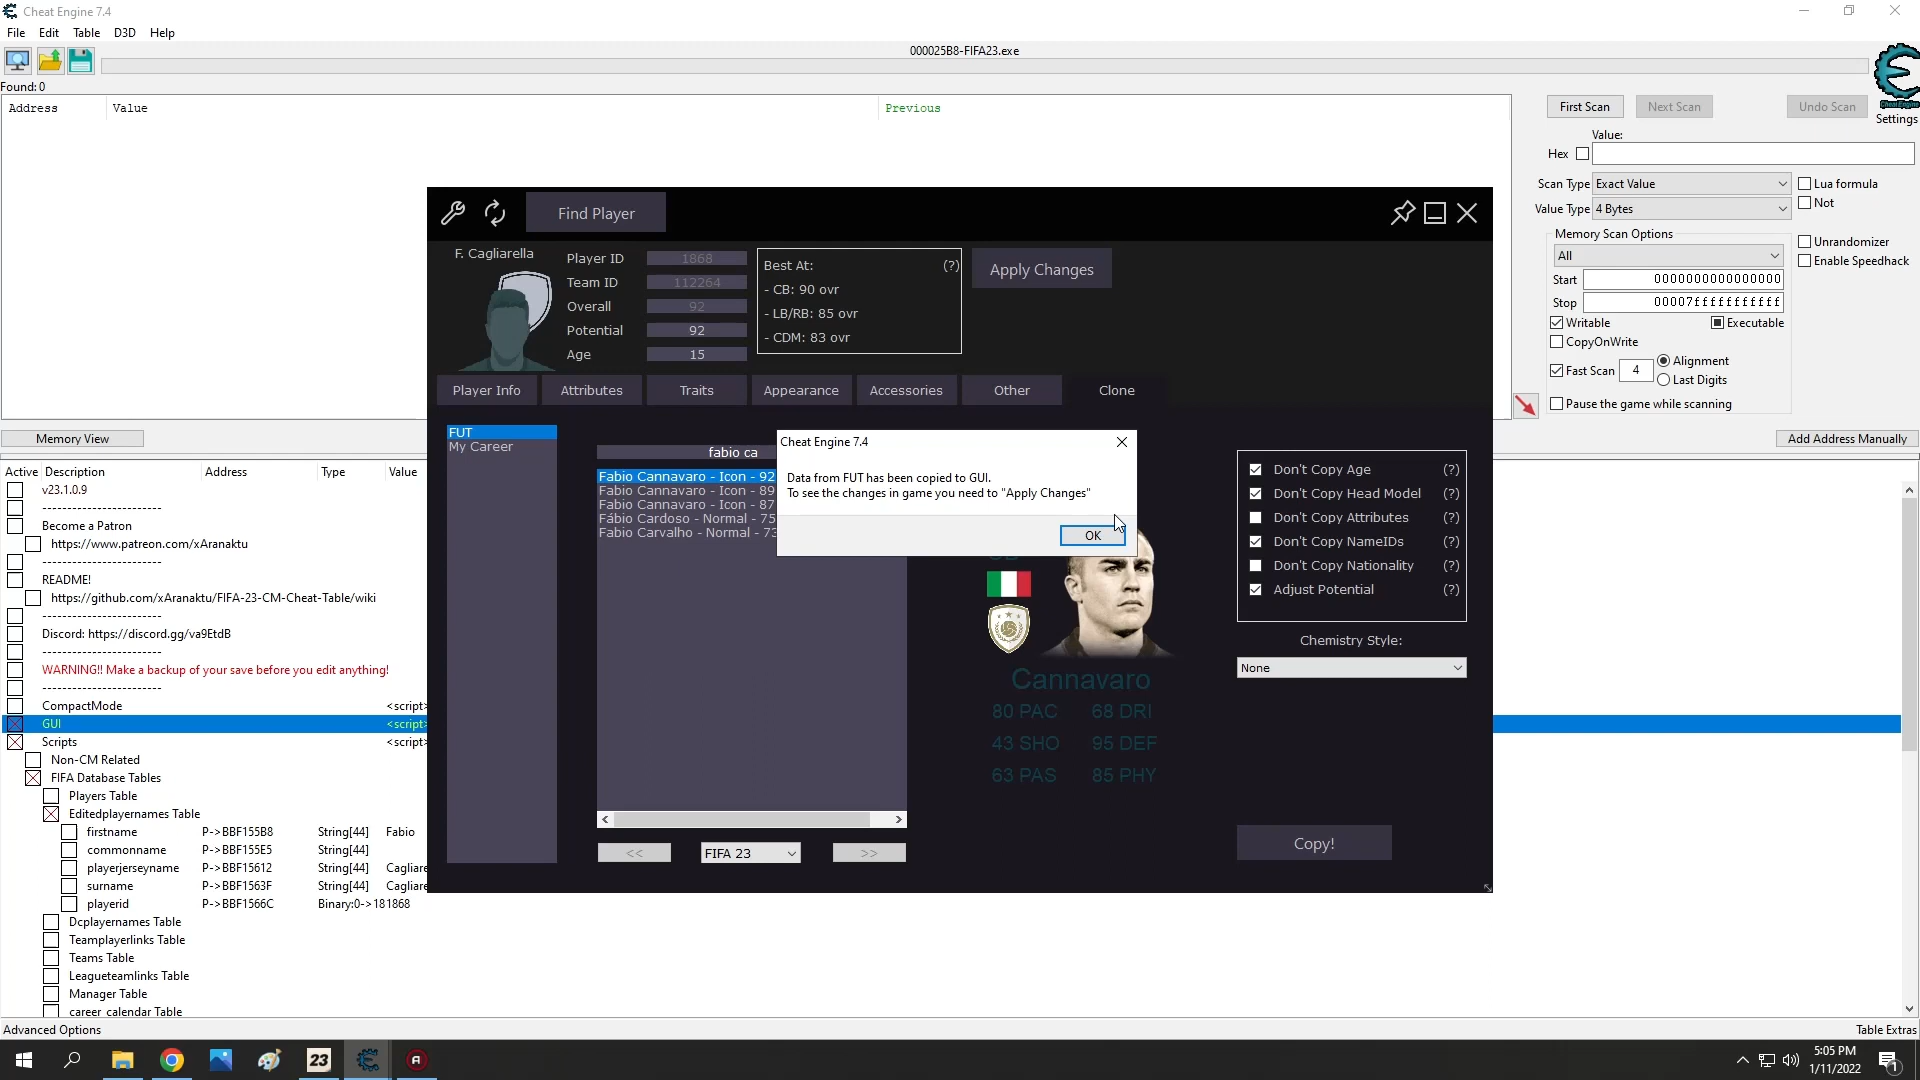 Cheat Engine 7.4
File Edit Table D3D Help
000025B8-FIFA23.exe
Found: 0
Address Value Previous
First Scan Next Scan Undo Scan
Cheat Engine
Settings
Value:
Hex
Scan Type Exact Value
Lua formula
Value Type 4 Bytes
Not
Memory Scan Options
All
Unrandomizer
Enable Speedhack
Start 0000000000000000
Stop 00007fffffffffff
Writable Executable
CopyOnWrite
Fast Scan 4
Alignment
Last Digits
Pause the game while scanning
Memory View
Add Address Manually
Find Player
F. Cagliarella
Player ID 1868
Team ID 112264
Overall 92
Potential 92
Age 15
Best At: (?)
- CB: 90 ovr
- LB/RB: 85 ovr
- CDM: 83 ovr
Apply Changes
Player Info Attributes Traits Appearance Accessories Other Clone
FUT
My Career
fabio ca
Fabio Cannavaro - Icon - 92
Fabio Cannavaro - Icon - 89
Fabio Cannavaro - Icon - 87
Fábio Cardoso - Normal - 75
Fabio Carvalho - Normal - 73
Cheat Engine 7.4
Data from FUT has been copied to GUI.
To see the changes in game you need to "Apply Changes"
OK
Cannavaro
80 PAC 68 DRI
43 SHO 95 DEF
63 PAS 85 PHY
Don't Copy Age (?)
Don't Copy Head Model (?)
Don't Copy Attributes (?)
Don't Copy NameIDs (?)
Don't Copy Nationality (?)
Adjust Potential (?)
Chemistry Style:
None
Copy!
<< FIFA 23 >>
Active Description Address Type Value
v23.1.0.9
------------------------
Become a Patron
https://www.patreon.com/xAranaktu
------------------------
README!
https://github.com/xAranaktu/FIFA-23-CM-Cheat-Table/wiki
------------------------
Discord: https://discord.gg/va9EtdB
------------------------
WARNING!! Make a backup of your save before you edit anything!
------------------------
CompactMode <script>
GUI <script>
Scripts <script>
Non-CM Related
FIFA Database Tables
Players Table
Editedplayernames Table
firstname P->BBF155B8 String[44] Fabio
commonname P->BBF155E5 String[44]
playerjerseyname P->BBF15612 String[44] Cagliare
surname P->BBF1563F String[44] Cagliare
playerid P->BBF1566C Binary:0->181868
Dcplayernames Table
Teamplayerlinks Table
Teams Table
Leagueteamlinks Table
Manager Table
career_calendar Table
Advanced Options
Table Extras
23
5:05 PM
1/11/2022
1